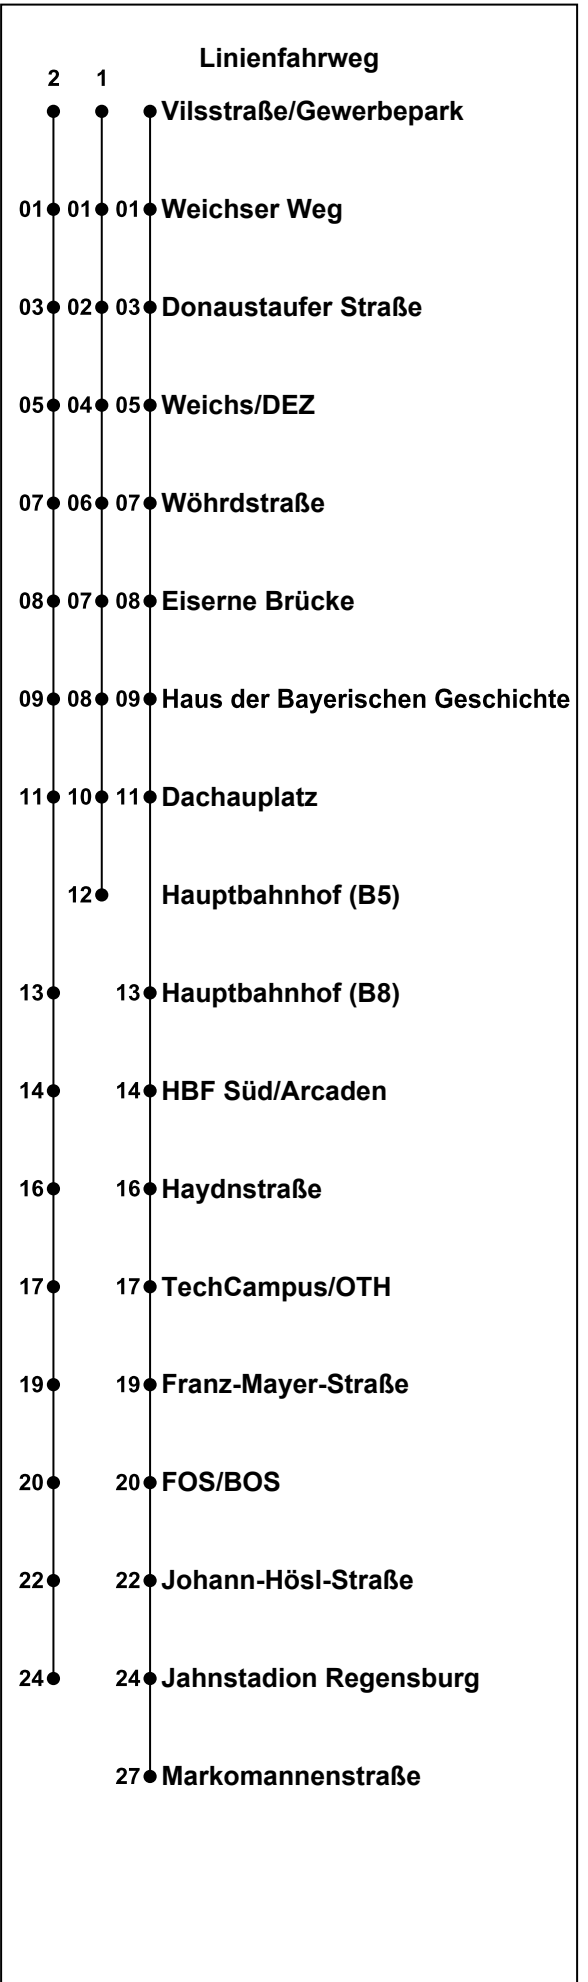 Linienfahrweg
2 1
Vilsstraße/Gewerbepark
01 01 01 Weichser Weg
03 02 03 Donaustaufer Straße
05 04 05 Weichs/DEZ
07 06 07 Wöhrdstraße
08 07 08 Eiserne Brücke
09 08 09 Haus der Bayerischen Geschichte
11 10 11 Dachauplatz
12 Hauptbahnhof (B5)
13 13 Hauptbahnhof (B8)
14 14 HBF Süd/Arcaden
16 16 Haydnstraße
17 17 TechCampus/OTH
19 19 Franz-Mayer-Straße
20 20 FOS/BOS
22 22 Johann-Hösl-Straße
24 24 Jahnstadion Regensburg
27 Markomannenstraße